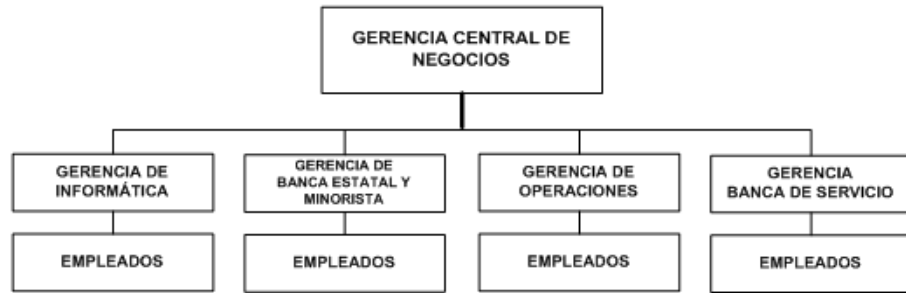 GERENCIA CENTRAL DE
NEGOCIOS
GERENCIA DE
INFORMÁTICA
GERENCIA DE
BANCA ESTATAL Y
MINORISTA
GERENCIA DE
OPERACIONES
GERENCIA
BANCA DE SERVICIO
EMPLEADOS
EMPLEADOS
EMPLEADOS
EMPLEADOS